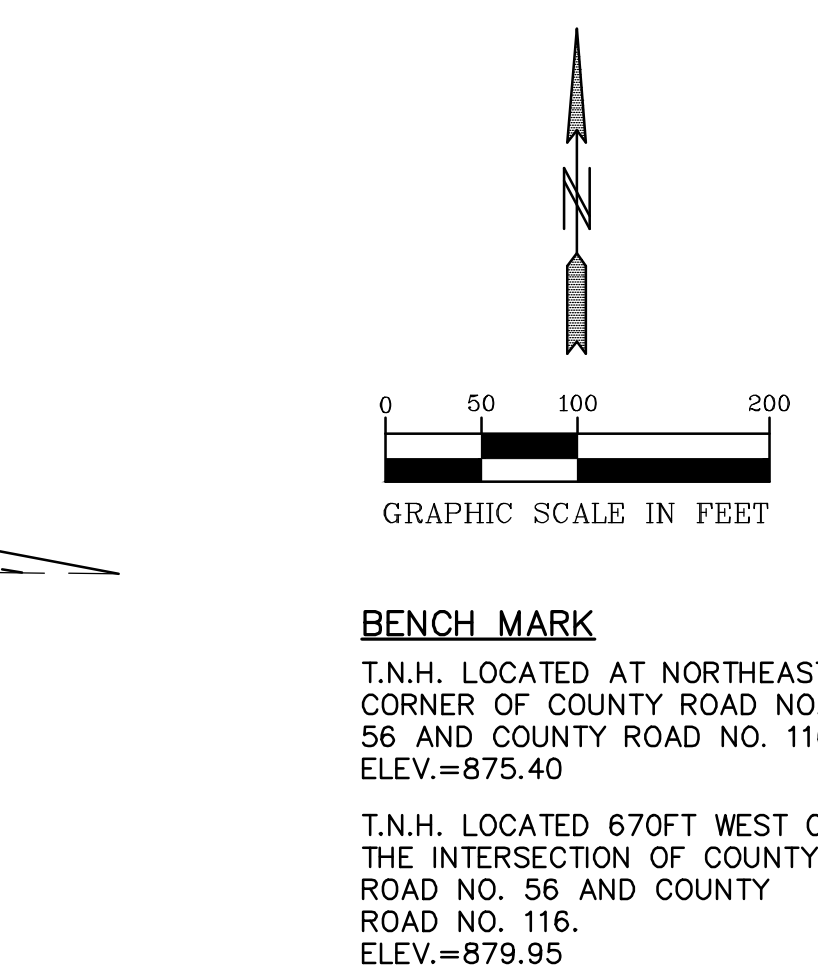 N
0 50 100 200
GRAPHIC SCALE IN FEET
BENCH MARK
T.N.H. LOCATED AT
CORNER OF COUNTY ROAD NO.
56 AND COUNTY ROAD NO.
ELEV.=875.40
T.N.H. LOCATED 670FT WEST
THE INTERSECTION OF COUNTY
ROAD NO. 56 AND COUNTY
ROAD NO. 116.
ELEV.=879.95